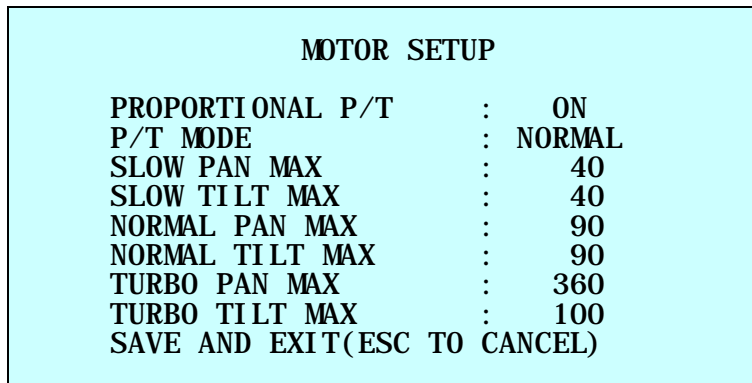 MOTOR SETUP
PROPORTIONAL P/T : ON
P/T MODE : NORMAL
SLOW PAN MAX : 40
SLOW TILT MAX : 40
NORMAL PAN MAX : 90
NORMAL TILT MAX : 90
TURBO PAN MAX : 360
TURBO TILT MAX : 100
SAVE AND EXIT(ESC TO CANCEL)